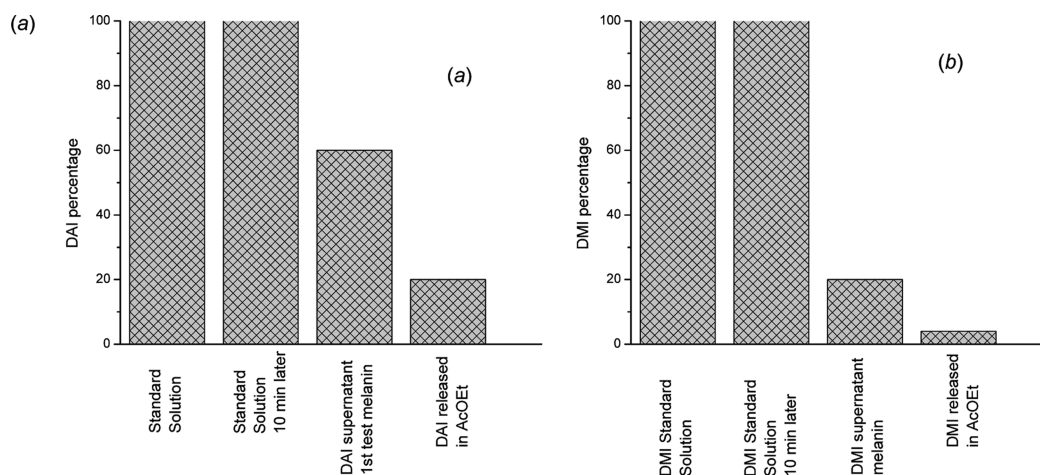 (a)
100
80
60
40
20
0
DAI percentage
(a)
Standard
Solution
Standard
Solution
10 min later
DAI supernatant
1st test melanin
DAI released
in AcOEt
100
80
60
40
20
0
DMI percentage
(b)
DMI Standard
Solution
DMI Standard
Solution
10 min later
DMI supernatant
melanin
DMI released
in AcOEt